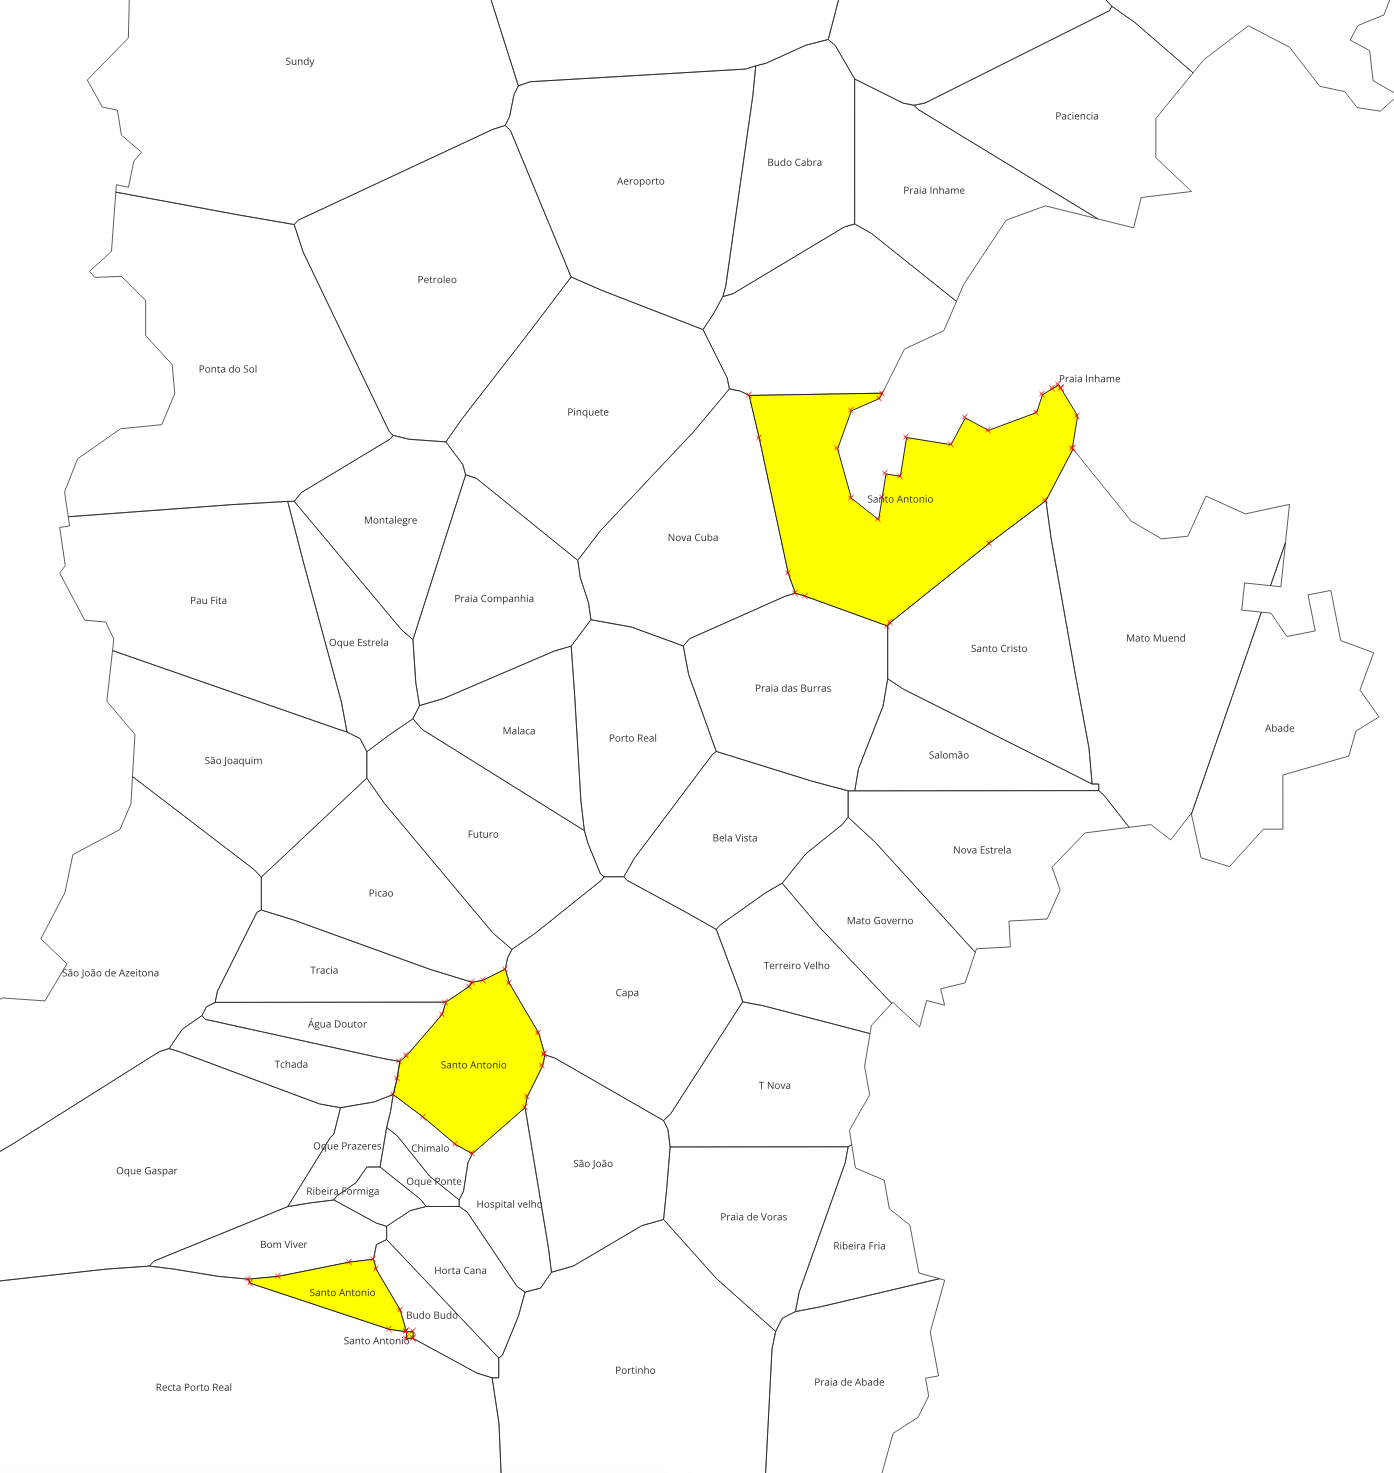 Sundy
Paciencia
Budo Cabra
Aeroporto
Praia Inhame
Petroleo
Ponta do Sol
Praia Inhame
Pinquete
Santo Antonio
Montalegre
Nova Cuba
Praia Companhia
Pau Fita
Mato Muend
Oque Estrela
Santo Cristo
Praia das Burras
Abade
Malaca
Porto Real
Salomão
São Joaquim
Futuro
Bela Vista
Nova Estrela
Picao
Mato Governo
Terreiro Velho
Tracia
São João de Azeitona
Capa
Água Doutor
Tchada
Santo Antonio
T Nova
Oque Prazeres
Chimalo
São João
Oque Gaspar
Oque Ponte
Ribeira Formiga
Hospital velho
Praia de Voras
Bom Viver
Ribeira Fria
Horta Cana
Santo Antonio
Budo Budo
Santo Antonio
Portinho
Praia de Abade
Recta Porto Real